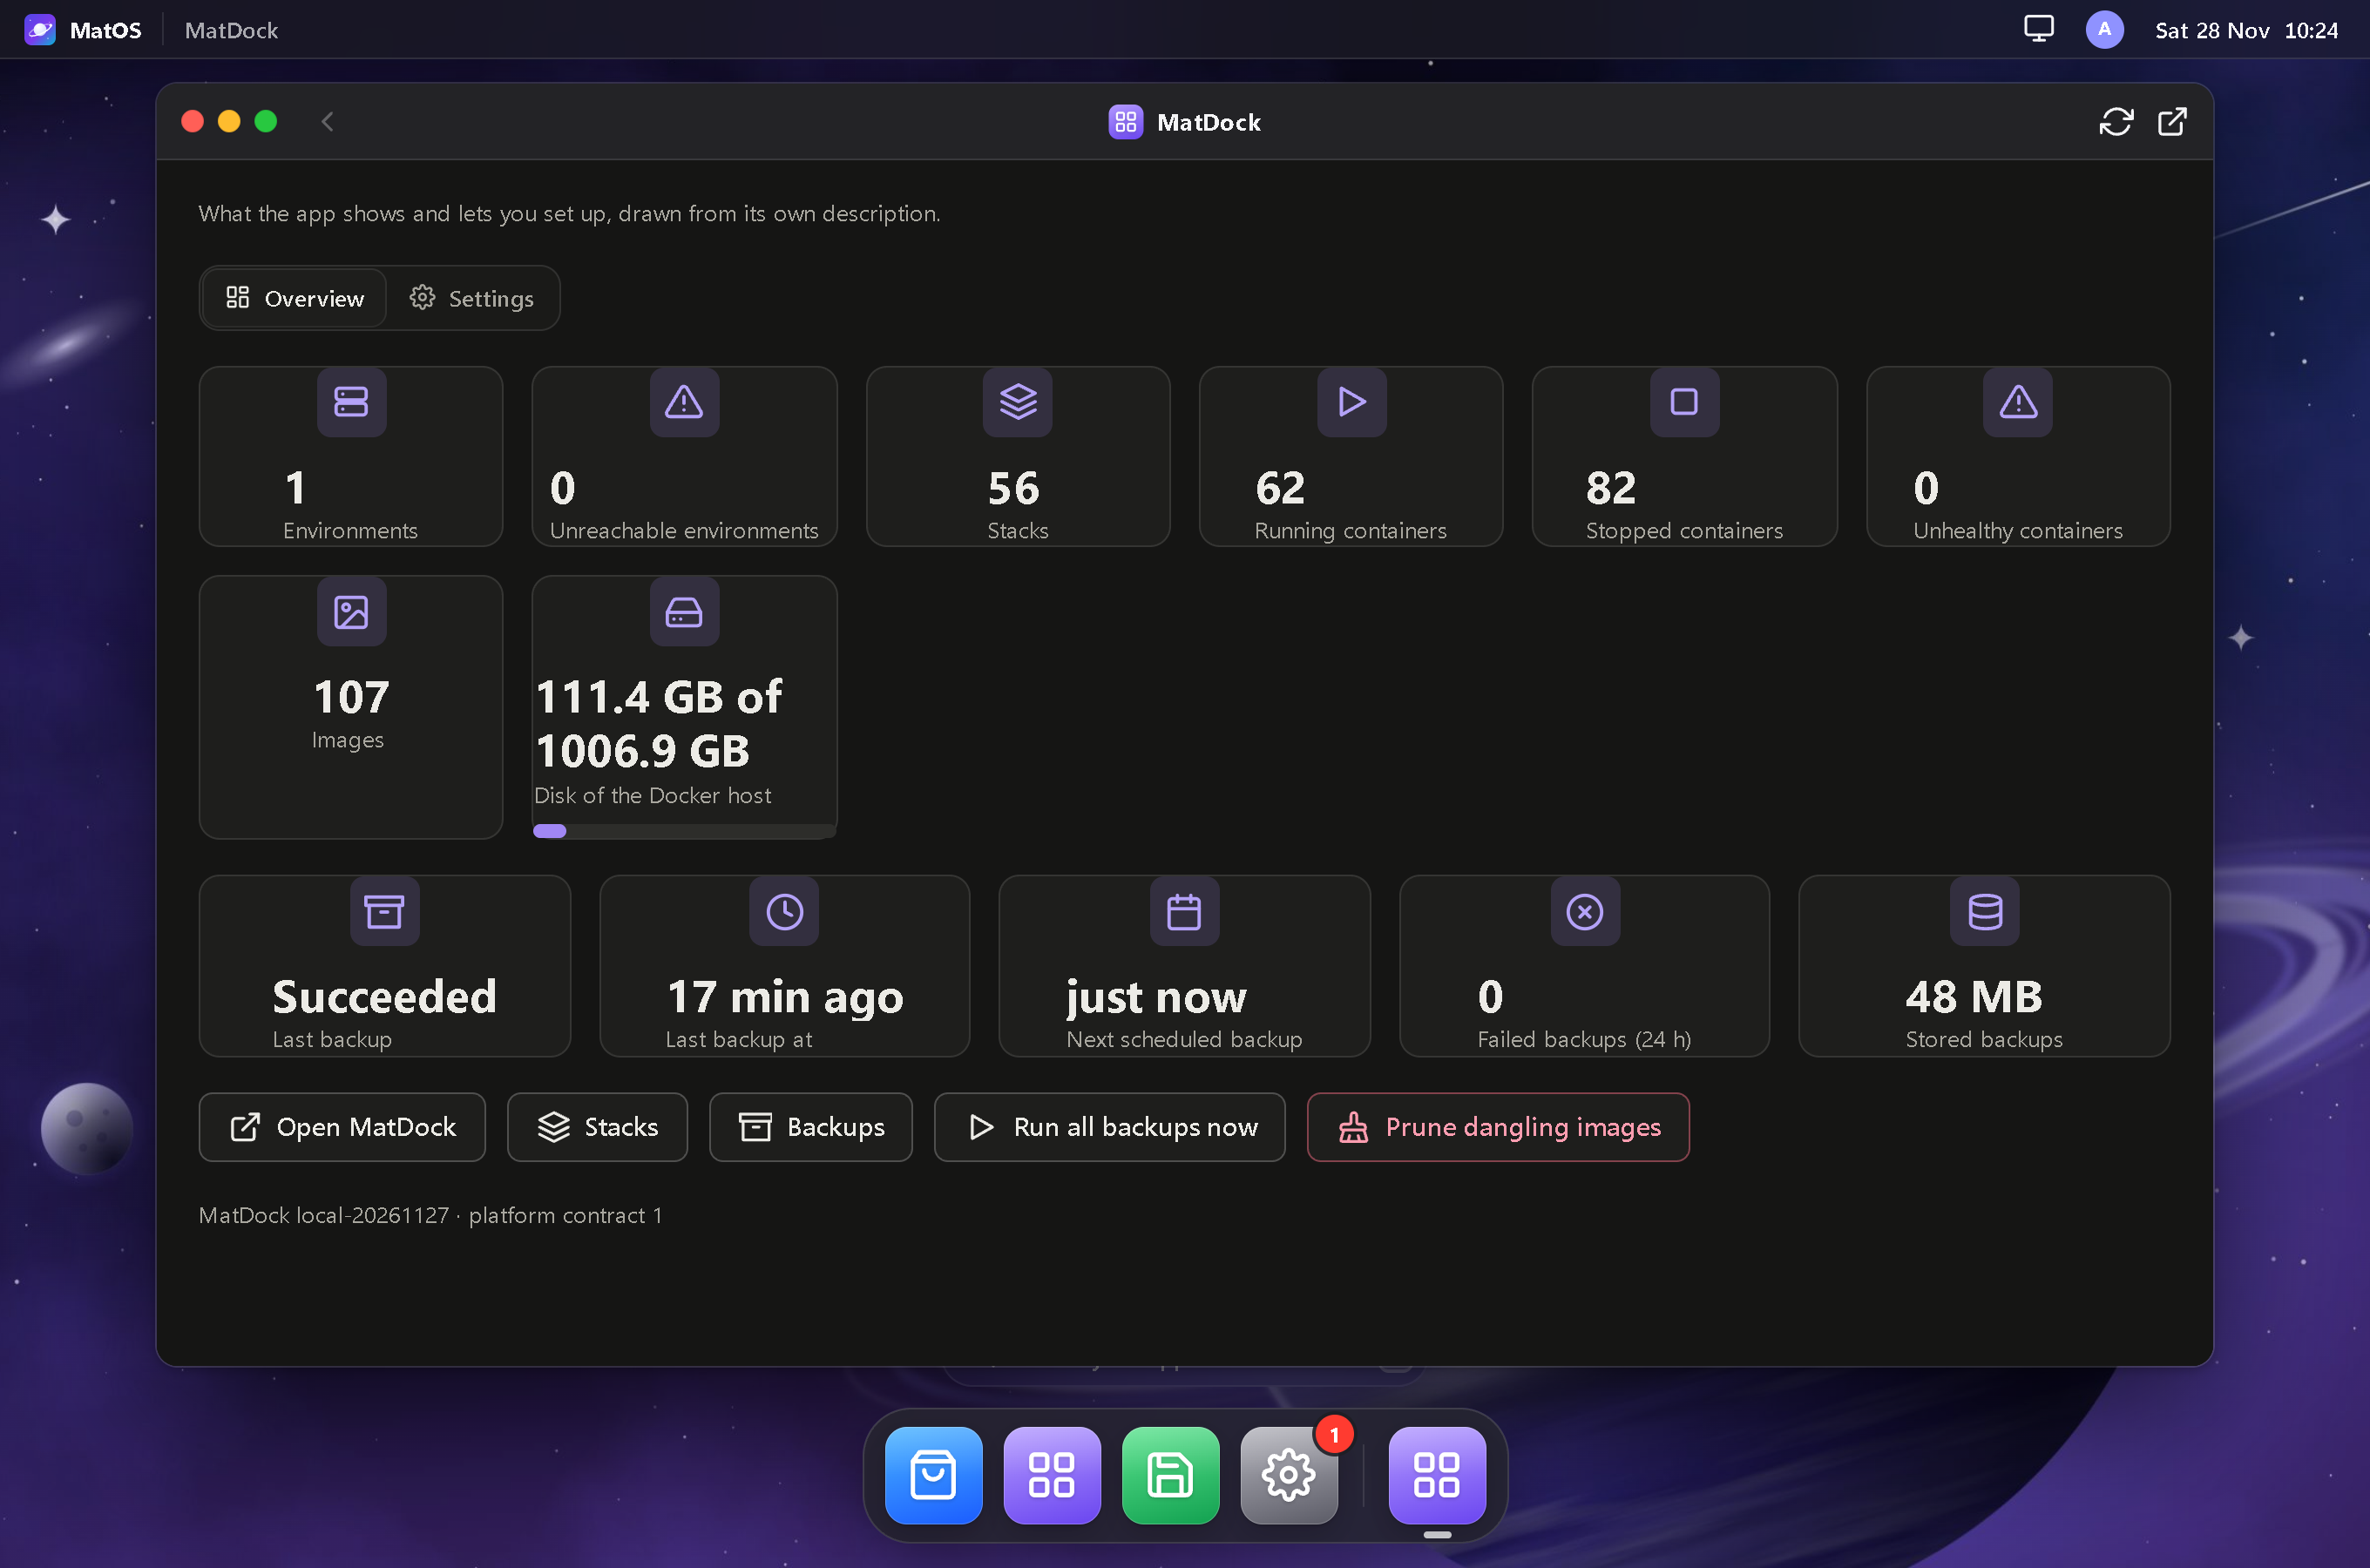 MatOS MatDock A Sat 28 Nov 10:24
MatDock
What the app shows and lets you set up, drawn from its own description.
Overview Settings
1
Environments
0
Unreachable environments
56
Stacks
62
Running containers
82
Stopped containers
0
Unhealthy containers
107
Images
111.4 GB of
1006.9 GB
Disk of the Docker host
Succeeded
Last backup
17 min ago
Last backup at
just now
Next scheduled backup
0
Failed backups (24 h)
48 MB
Stored backups
Open MatDock Stacks Backups Run all backups now Prune dangling images
MatDock local-20261127 · platform contract 1
1